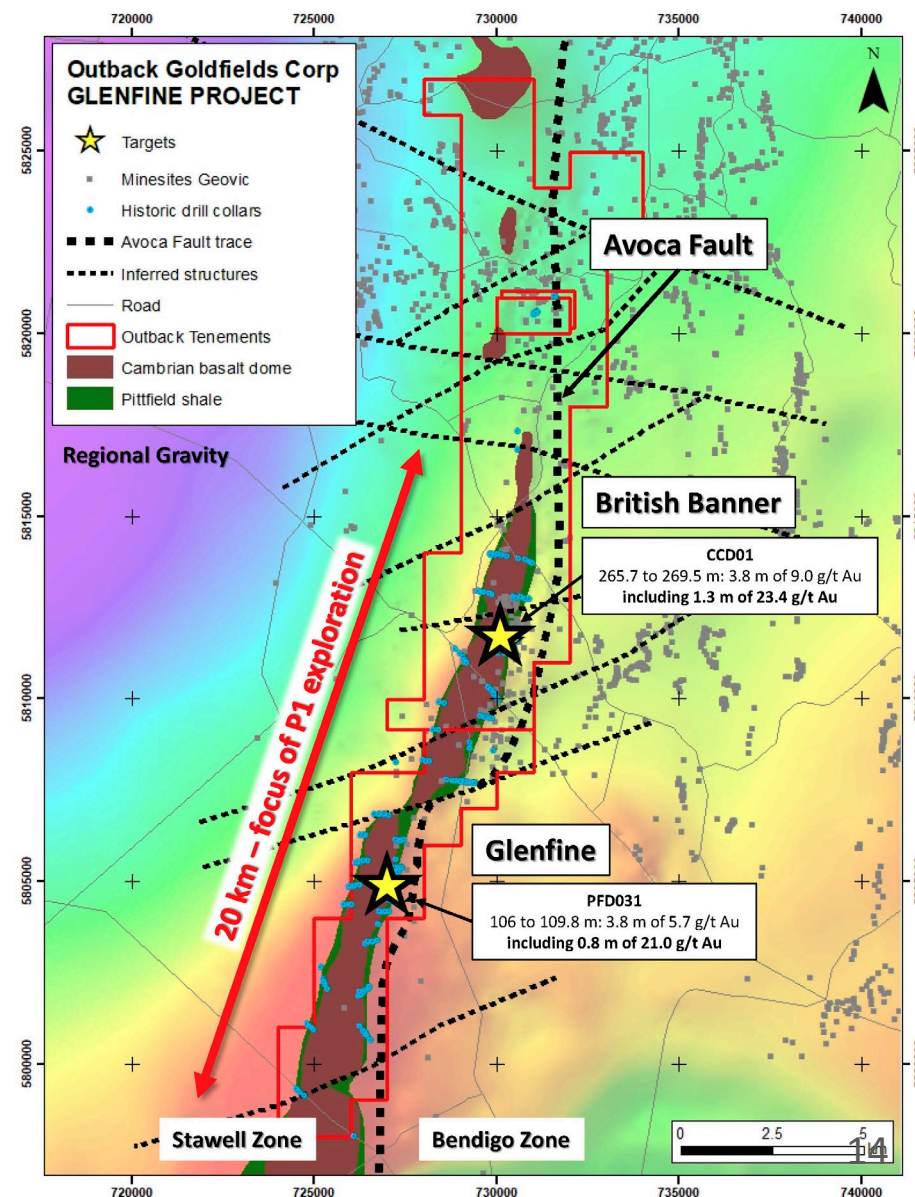 720000
725000
730000
735000
740000
Outback Goldfields Corp
GLENFINE PROJECT
Targets
Minesites Geovic
Historic drill collars
Avoca Fault trace
Inferred structures
Road
Outback Tenements
Cambrian basalt dome
Pittfield shale
N
5825000
Avoca Fault
5820000
Regional Gravity
5815000
British Banner
CCD01
265.7 to 269.5 m: 3.8 m of 9.0 g/t Au
including 1.3 m of 23.4 g/t Au
20 km – focus of P1 exploration
5810000
Glenfine
5805000
PFD031
106 to 109.8 m: 3.8 m of 5.7 g/t Au
including 0.8 m of 21.0 g/t Au
5800000
Stawell Zone
Bendigo Zone
0
2.5
5
14
720000
725000
730000
735000
740000